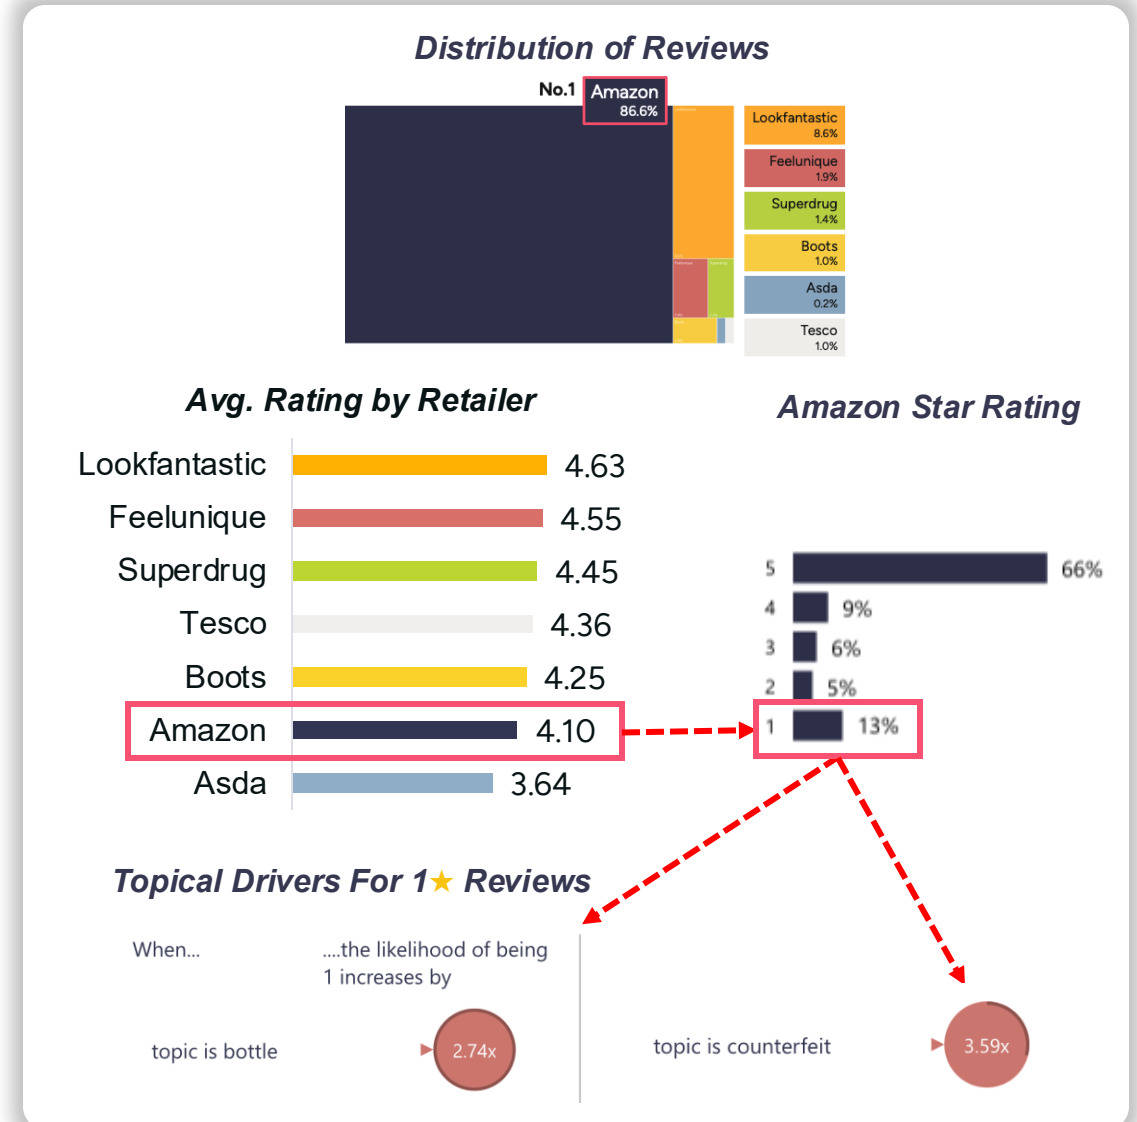 Distribution of Reviews
No.1
Amazon
86.6%
Lookfantastic
8.6%
Feelunique
1.9%
Superdrug
1.4%
Boots
1.0%
Asda
0.2%
Tesco
1.0%
Avg. Rating by Retailer
Lookfantastic 4.63
Feelunique 4.55
Superdrug 4.45
Tesco 4.36
Boots 4.25
Amazon 4.10
Asda 3.64
Amazon Star Rating
5 66%
4 9%
3 6%
2 5%
1 13%
Topical Drivers For 1★ Reviews
When... ....the likelihood of being
1 increases by
topic is bottle 2.74x
topic is counterfeit 3.59x